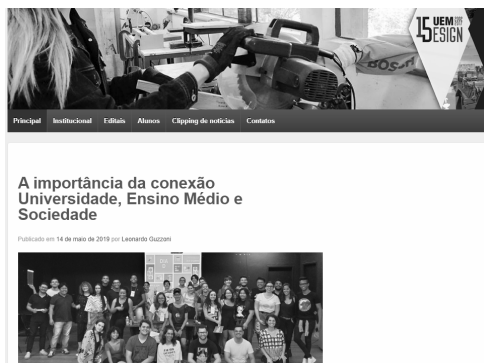 15 UEM
DESIGN
BOSCH
Principal Institucional Editais Alunos Clipping de notícias Contatos
A importância da conexão
Universidade, Ensino Médio e
Sociedade
Publicado em 14 de maio de 2019 por Leonardo Guzzoni